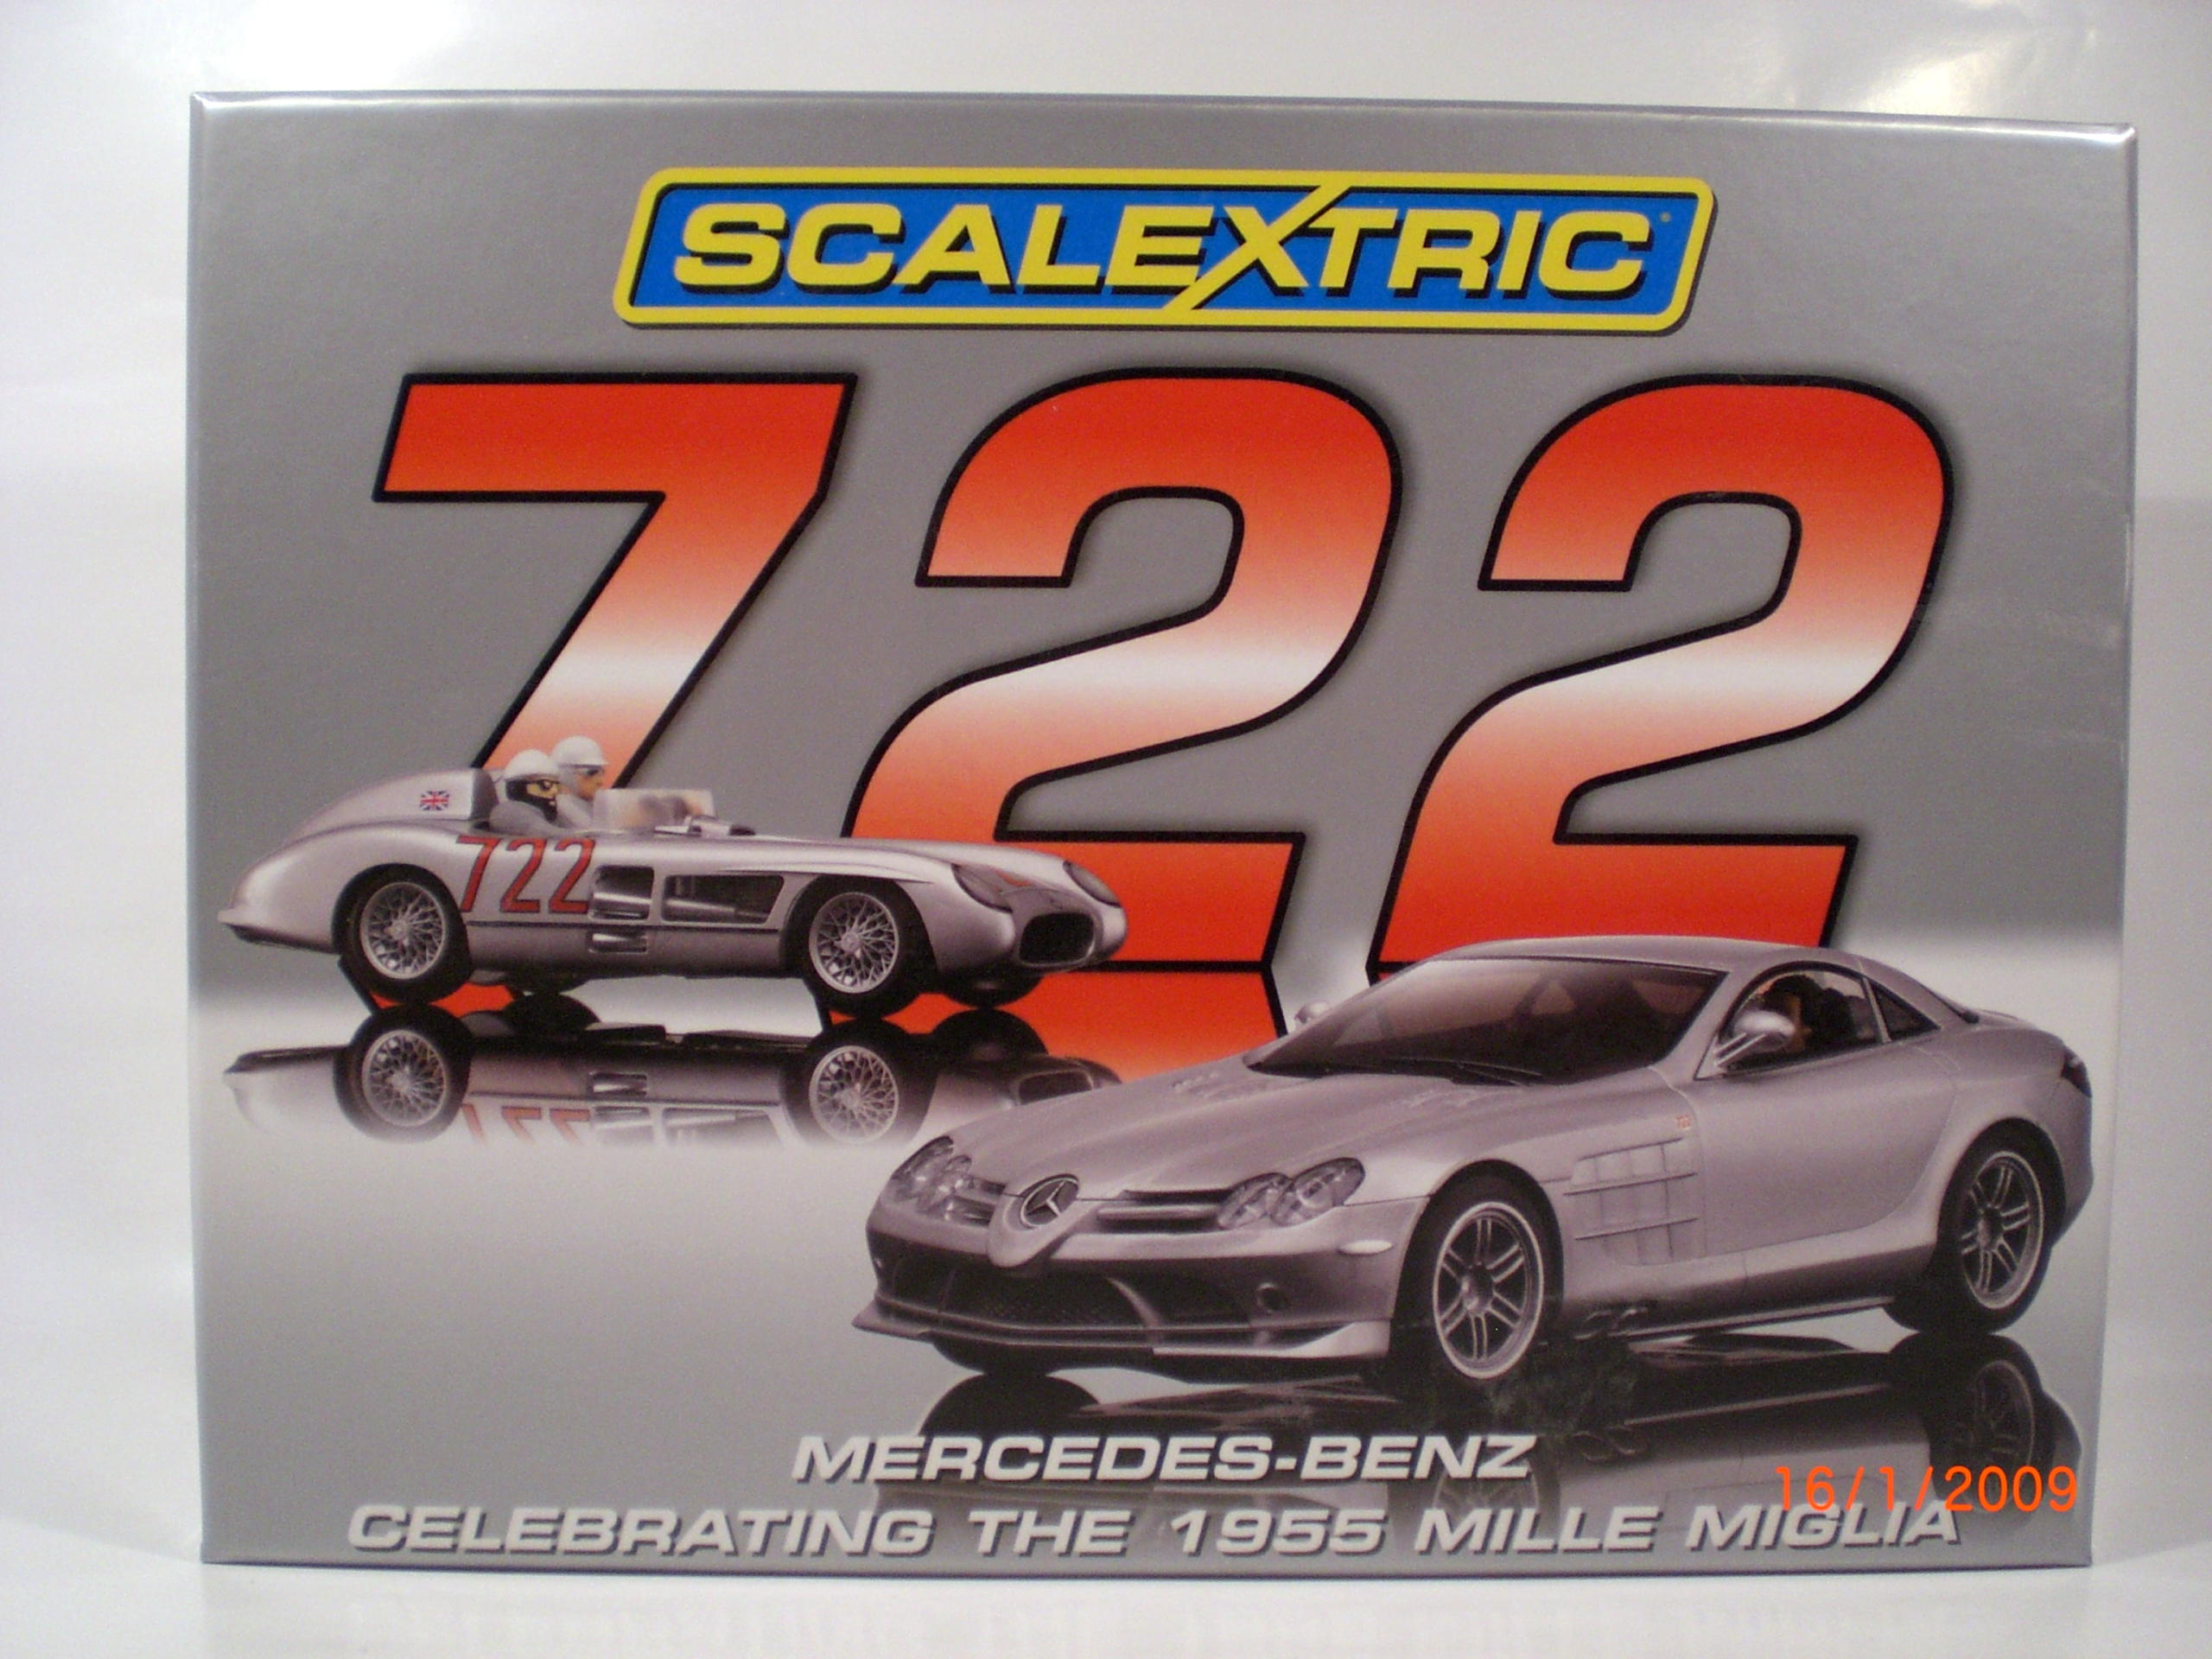 SCALEXTRIC
722
722
MERCEDES-BENZ
16/1/2009
CELEBRATING THE 1955 MILLE MIGLIA